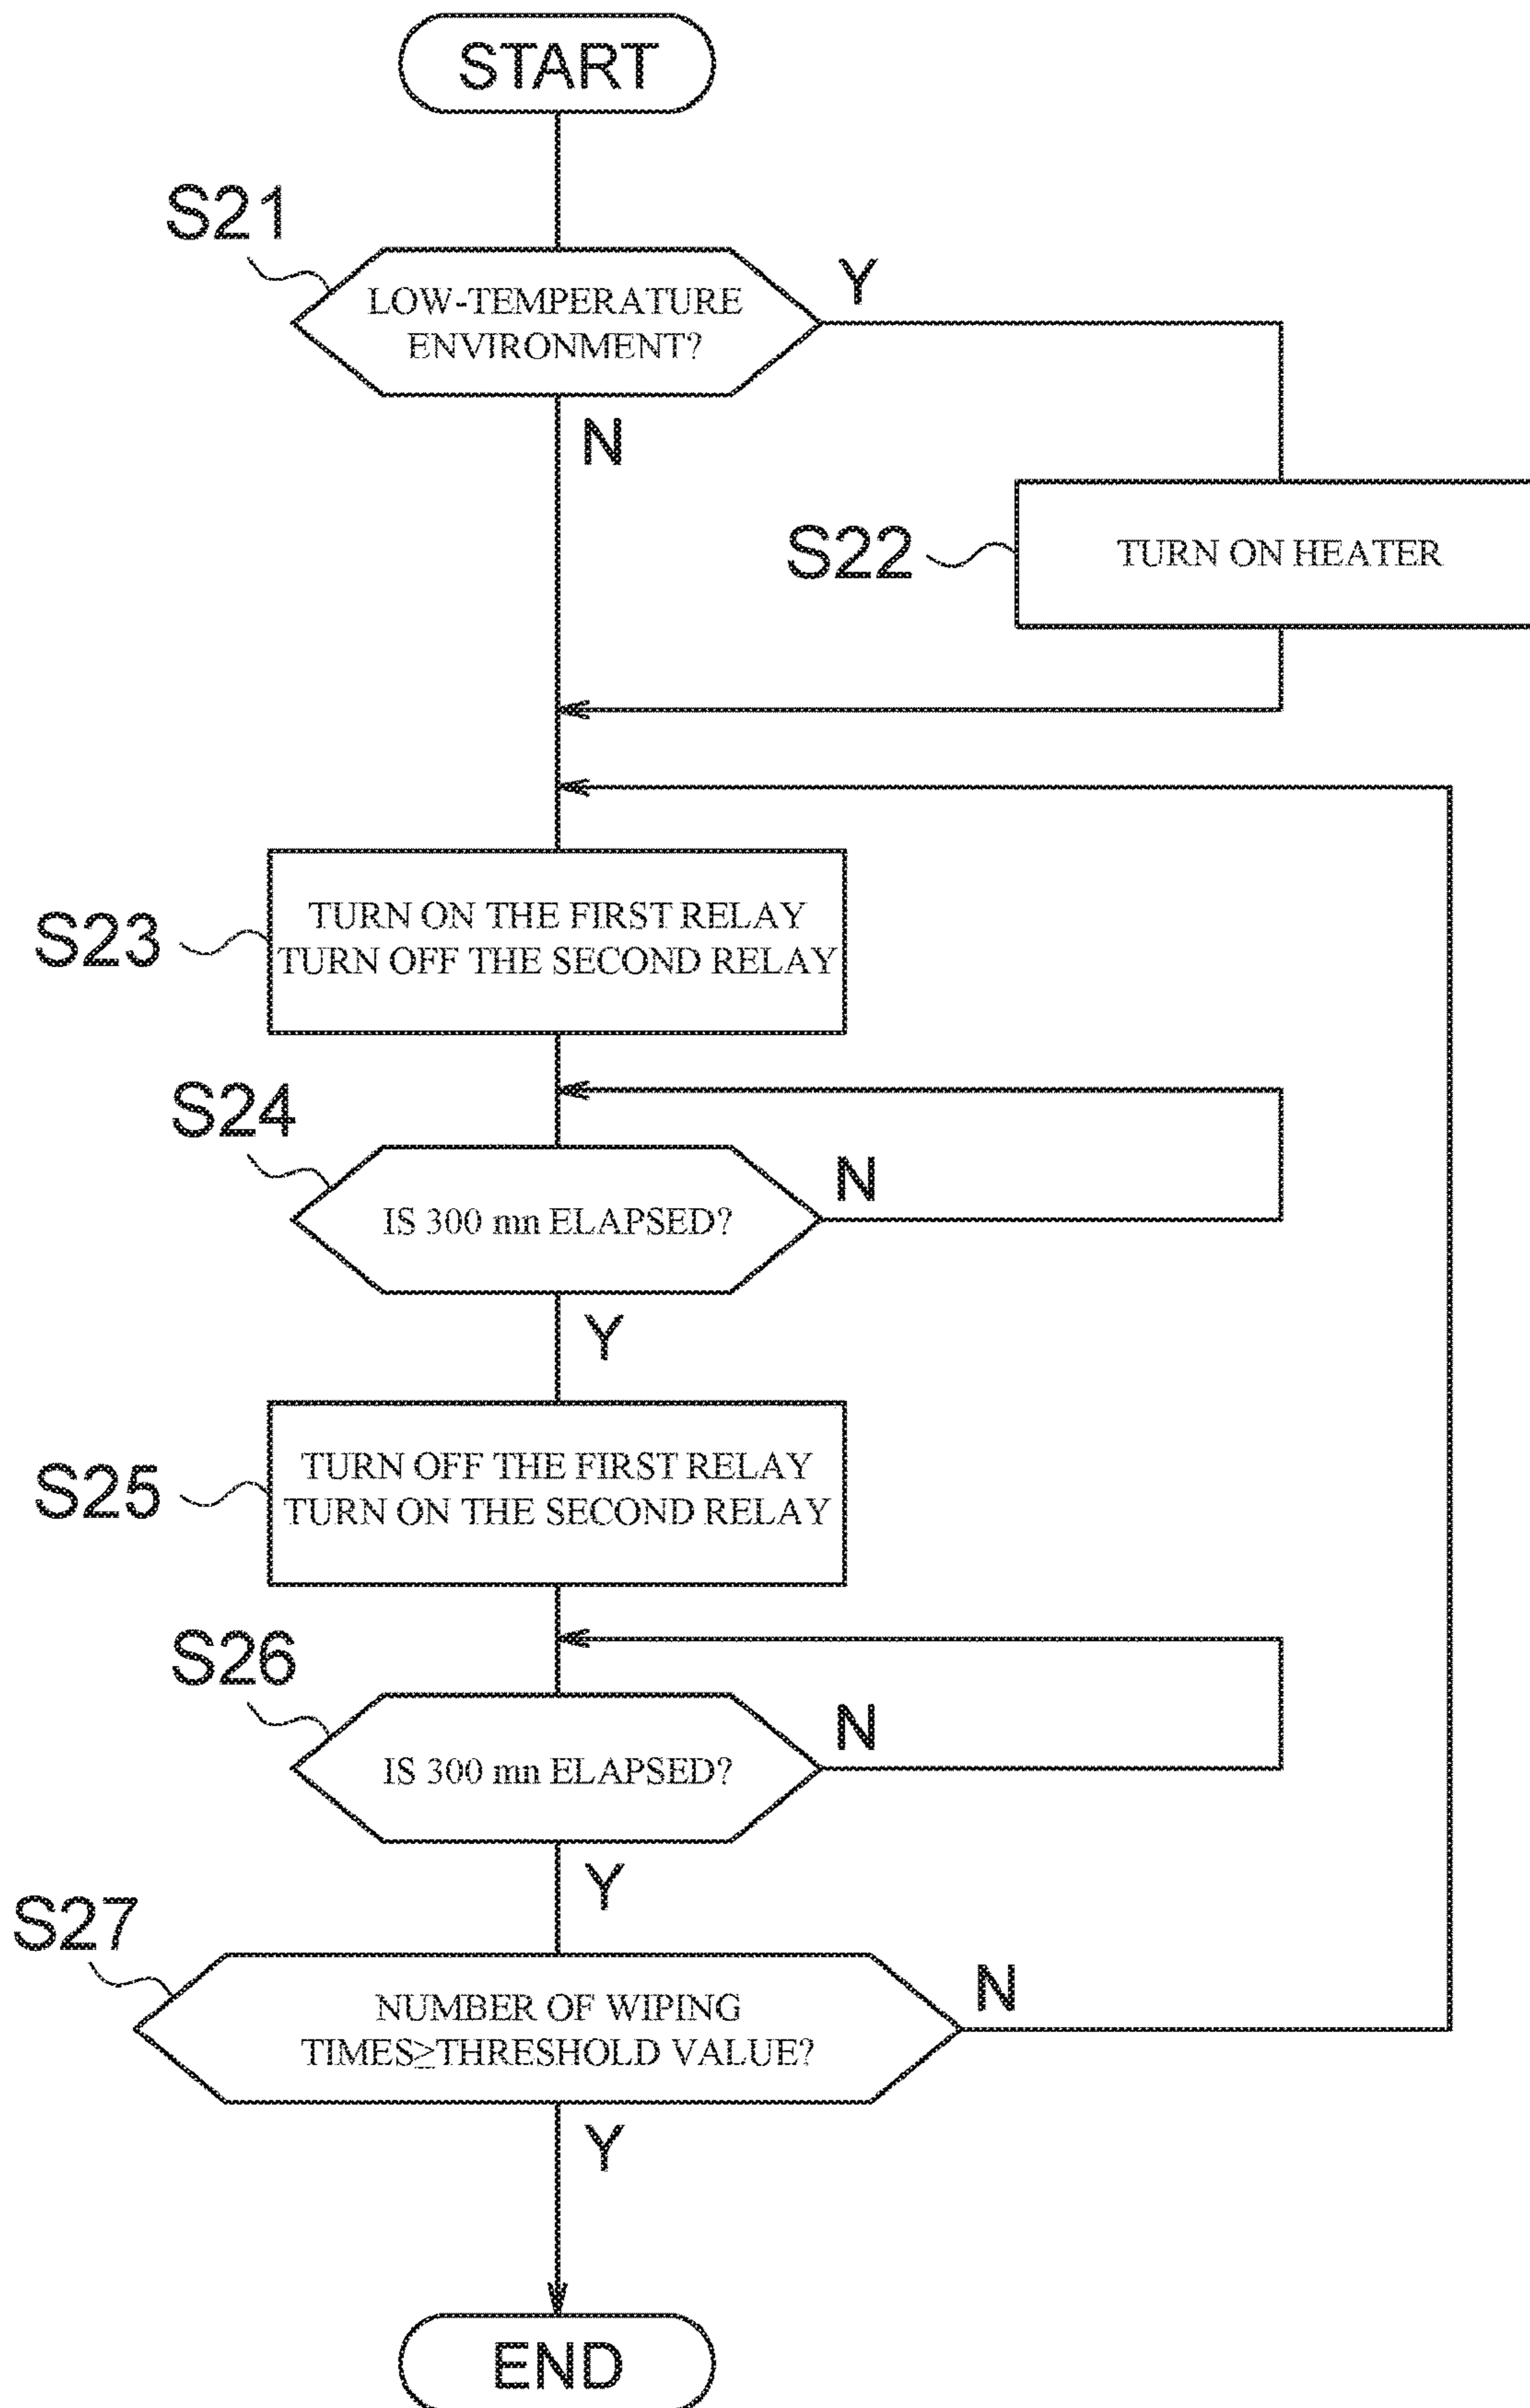 START
S21
LOW-TEMPERATURE
ENVIRONMENT?
Y
N
S22
TURN ON HEATER
S23
TURN ON THE FIRST RELAY
TURN OFF THE SECOND RELAY
S24
IS 300 mn ELAPSED?
N
Y
S25
TURN OFF THE FIRST RELAY
TURN ON THE SECOND RELAY
S26
IS 300 mn ELAPSED?
N
Y
S27
NUMBER OF WIPING
TIMES≥THRESHOLD VALUE?
N
Y
END